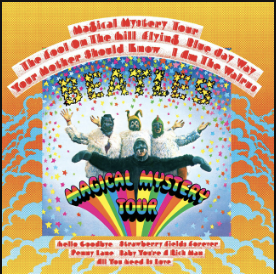 Magical Mystery Tour
The Fool On The Hill Flying Blue Jay Way
Your Mother Should Know I Am The Walrus
BEATLES
MAGICAL MYSTERY
TOUR
Hello Goodbye Strawberry Fields Forever
Penny Lane Baby You're A Rich Man
All You Need Is Love